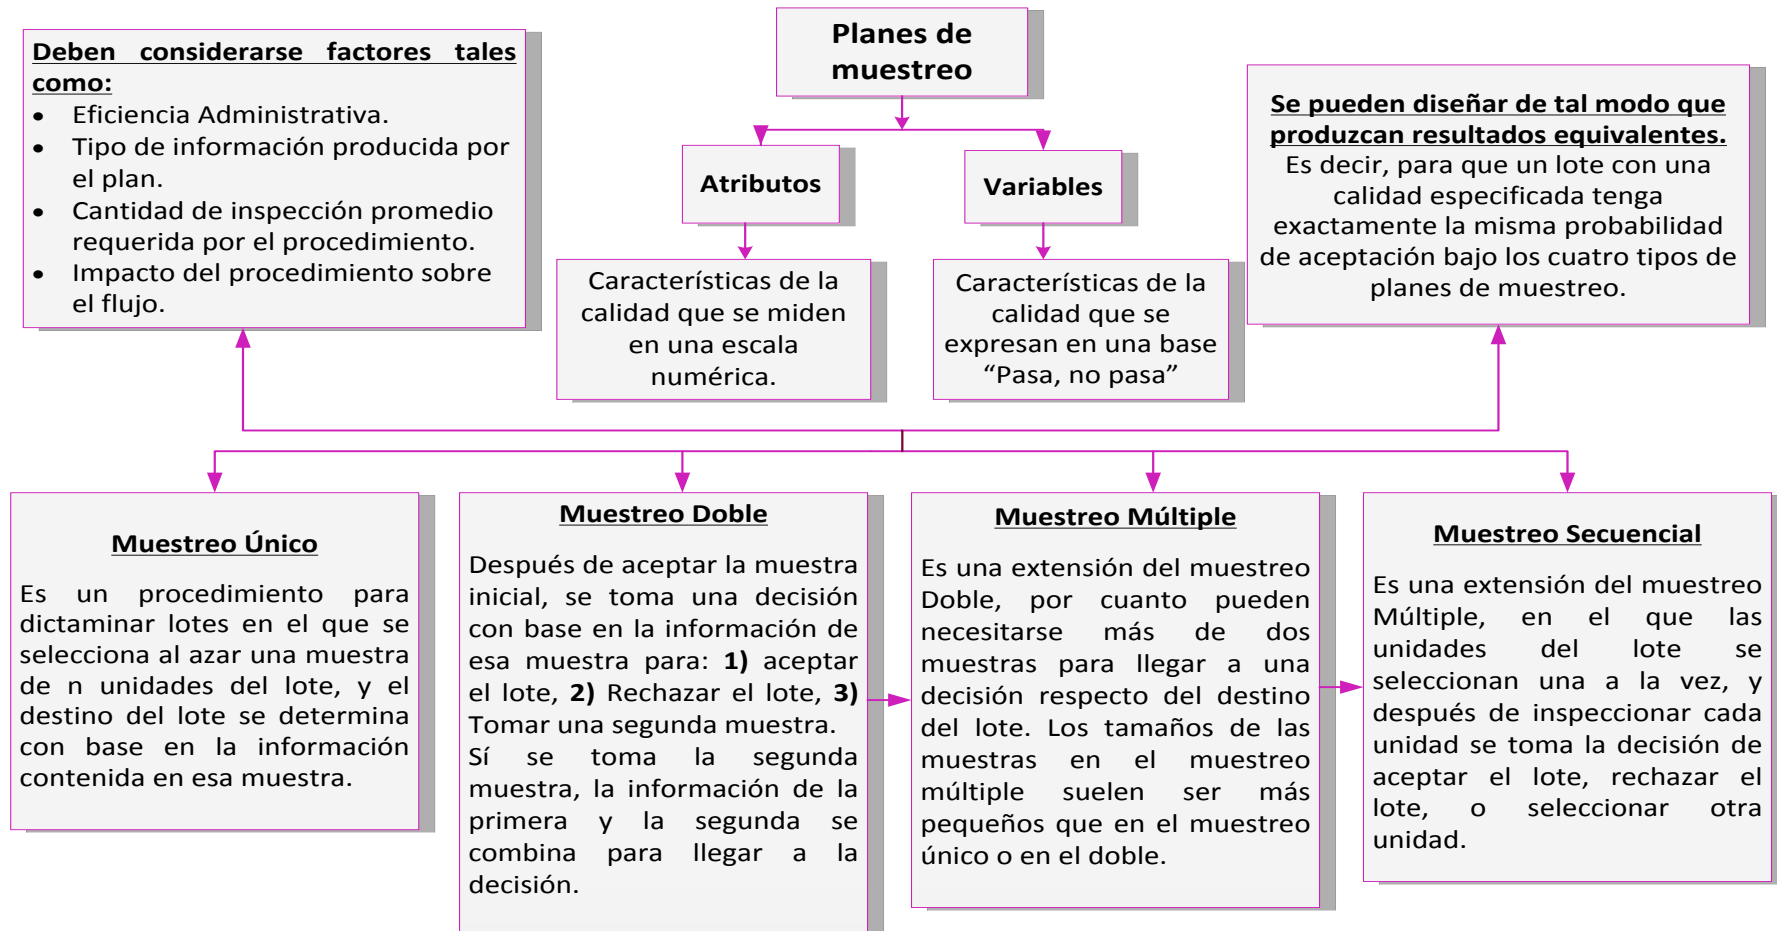 Planes de
muestreo
Deben considerarse factores tales
como:
• Eficiencia Administrativa.
• Tipo de información producida por
el plan.
• Cantidad de inspección promedio
requerida por el procedimiento.
• Impacto del procedimiento sobre
el flujo.
Atributos
Variables
Características de la
calidad que se miden
en una escala
numérica.
Características de la
calidad que se
expresan en una base
“Pasa, no pasa”
Se pueden diseñar de tal modo que
produzcan resultados equivalentes.
Es decir, para que un lote con una
calidad especificada tenga
exactamente la misma probabilidad
de aceptación bajo los cuatro tipos de
planes de muestreo.
Muestreo Único
Es un procedimiento para
dictaminar lotes en el que se
selecciona al azar una muestra
de n unidades del lote, y el
destino del lote se determina
con base en la información
contenida en esa muestra.
Muestreo Doble
Después de aceptar la muestra
inicial, se toma una decisión
con base en la información de
esa muestra para: 1) aceptar
el lote, 2) Rechazar el lote, 3)
Tomar una segunda muestra.
Sí se toma la segunda
muestra, la información de la
primera y la segunda se
combina para llegar a la
decisión.
Muestreo Múltiple
Es una extensión del muestreo
Doble, por cuanto pueden
necesitarse más de dos
muestras para llegar a una
decisión respecto del destino
del lote. Los tamaños de las
muestras en el muestreo
múltiple suelen ser más
pequeños que en el muestreo
único o en el doble.
Muestreo Secuencial
Es una extensión del muestreo
Múltiple, en el que las
unidades del lote se
seleccionan una a la vez, y
después de inspeccionar cada
unidad se toma la decisión de
aceptar el lote, rechazar el
lote, o seleccionar otra
unidad.